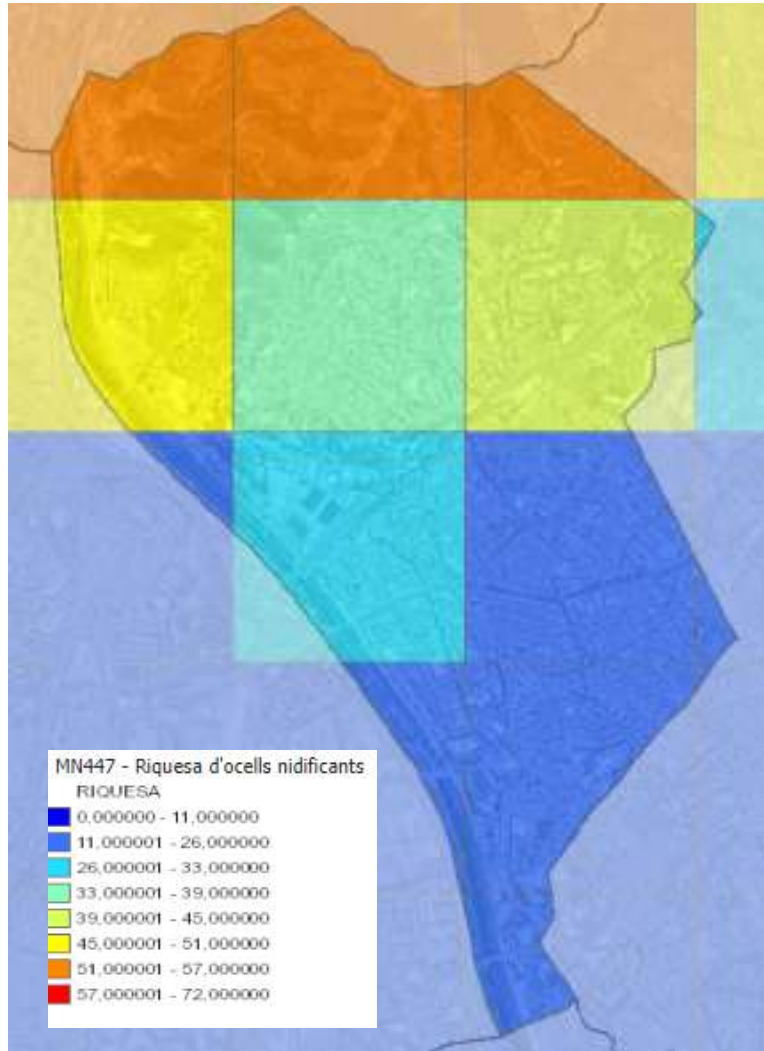 MN447 - Riquesa d'ocells nidificants
RIQUESA
0,000000 - 11,000000
11,000001 - 26,000000
26,000001 - 33,000000
33,000001 - 39,000000
39,000001 - 45,000000
45,000001 - 51,000000
51,000001 - 57,000000
57,000001 - 72,000000